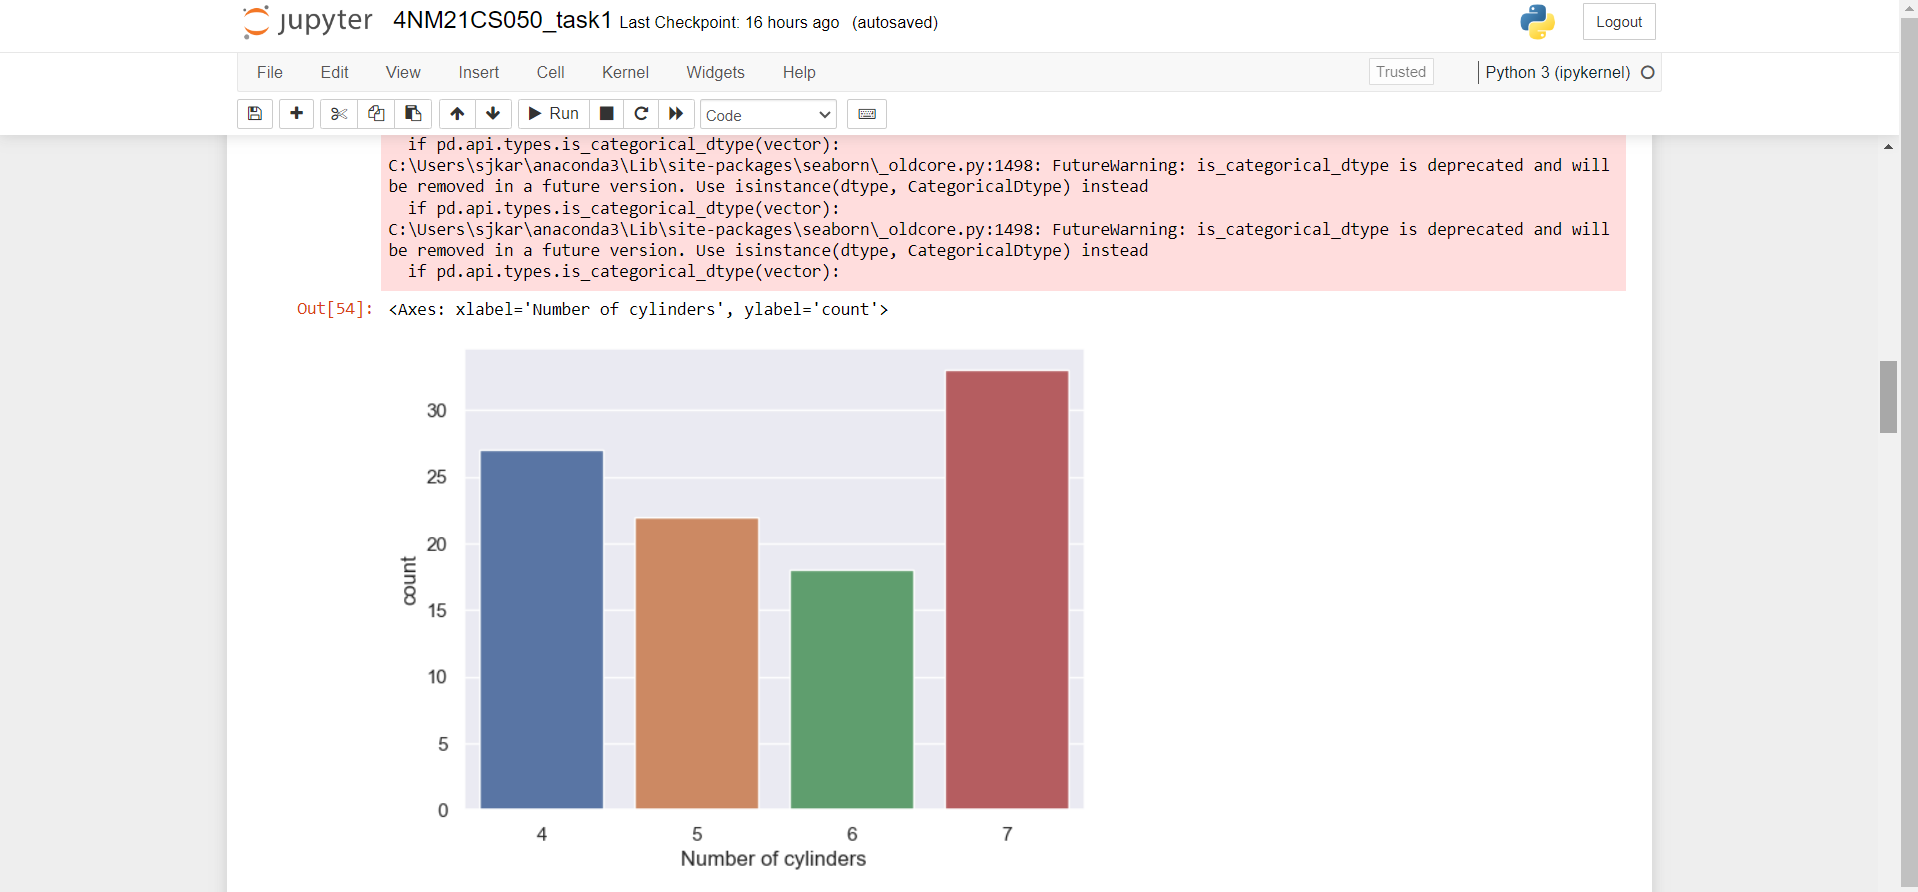 jupyter 4NM21CS050_task1 Last Checkpoint: 16 hours ago (autosaved) Logout
File Edit View Insert Cell Kernel Widgets Help Trusted Python 3 (ipykernel)
Run Code
if pd.api.types.is_categorical_dtype(vector):
C:\Users\sjkar\anaconda3\Lib\site-packages\seaborn\_oldcore.py:1498: FutureWarning: is_categorical_dtype is deprecated and will
be removed in a future version. Use isinstance(dtype, CategoricalDtype) instead
if pd.api.types.is_categorical_dtype(vector):
C:\Users\sjkar\anaconda3\Lib\site-packages\seaborn\_oldcore.py:1498: FutureWarning: is_categorical_dtype is deprecated and will
be removed in a future version. Use isinstance(dtype, CategoricalDtype) instead
if pd.api.types.is_categorical_dtype(vector):
Out[54]: <Axes: xlabel='Number of cylinders', ylabel='count'>
30
25
20
count
15
10
5
0
4 5 6 7
Number of cylinders